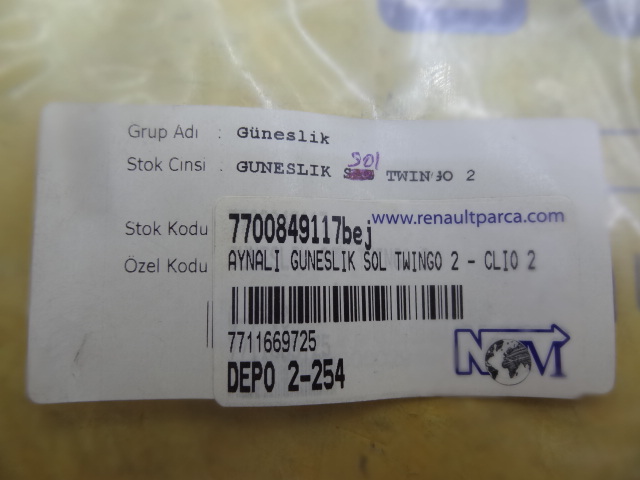 Grup Adı : Güneslik
Stok Cinsi : GUNESLIK sol TWINGO 2
Stok Kodu
Özel Kodu
www.renaultparca.com
7700849117bej
AYNALI GUNESLIK SOL TWINGO 2 - CLIO 2
7711669725
DEPO 2-254
NOVM